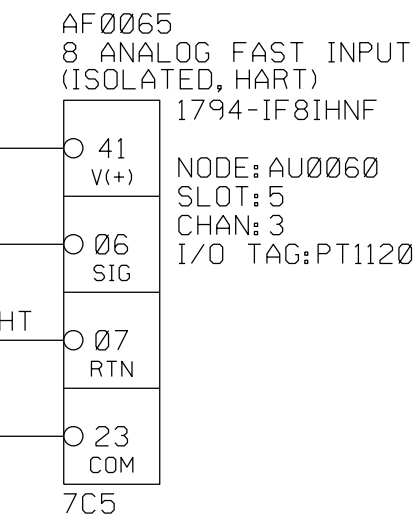 AF0065
8 ANALOG FAST INPUT
(ISOLATED, HART)
1794-IF8IHNF
41
V(+)
NODE:AU0060
SLOT:5
CHAN:3
I/O TAG:PT1120
06
SIG
HT
07
RTN
23
COM
7C5